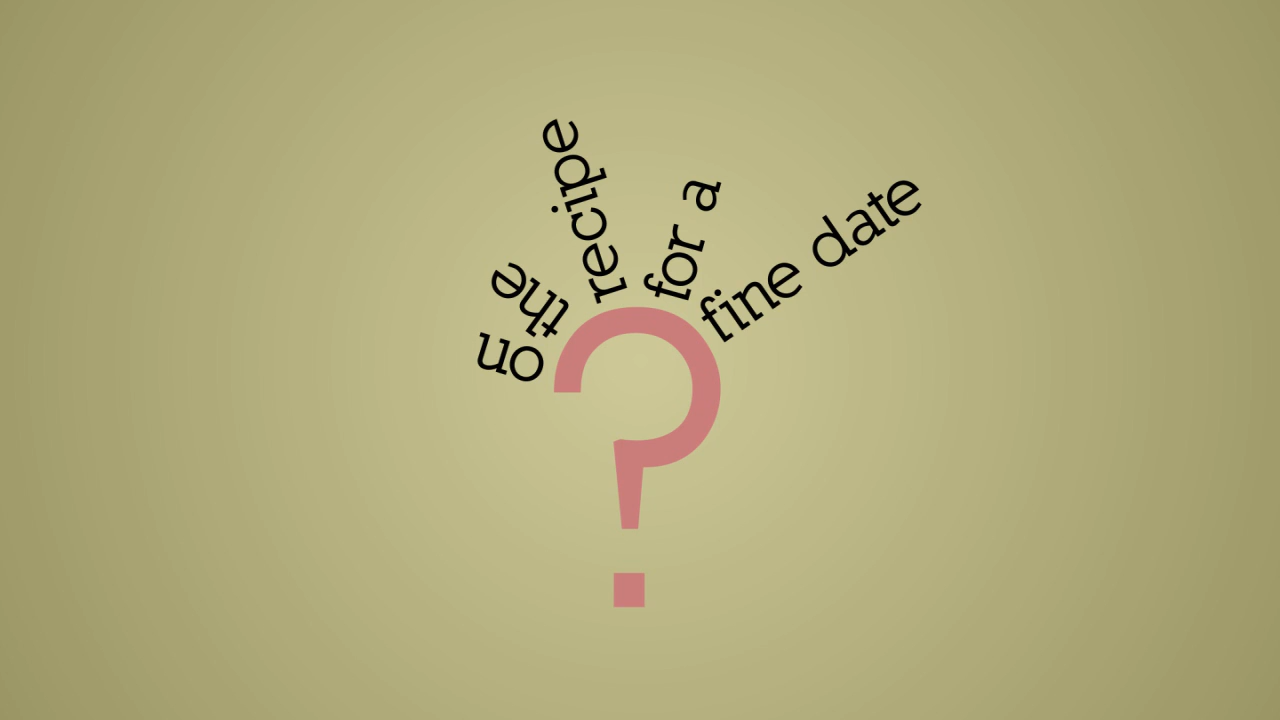 on
the
recipe
for a
fine date
?